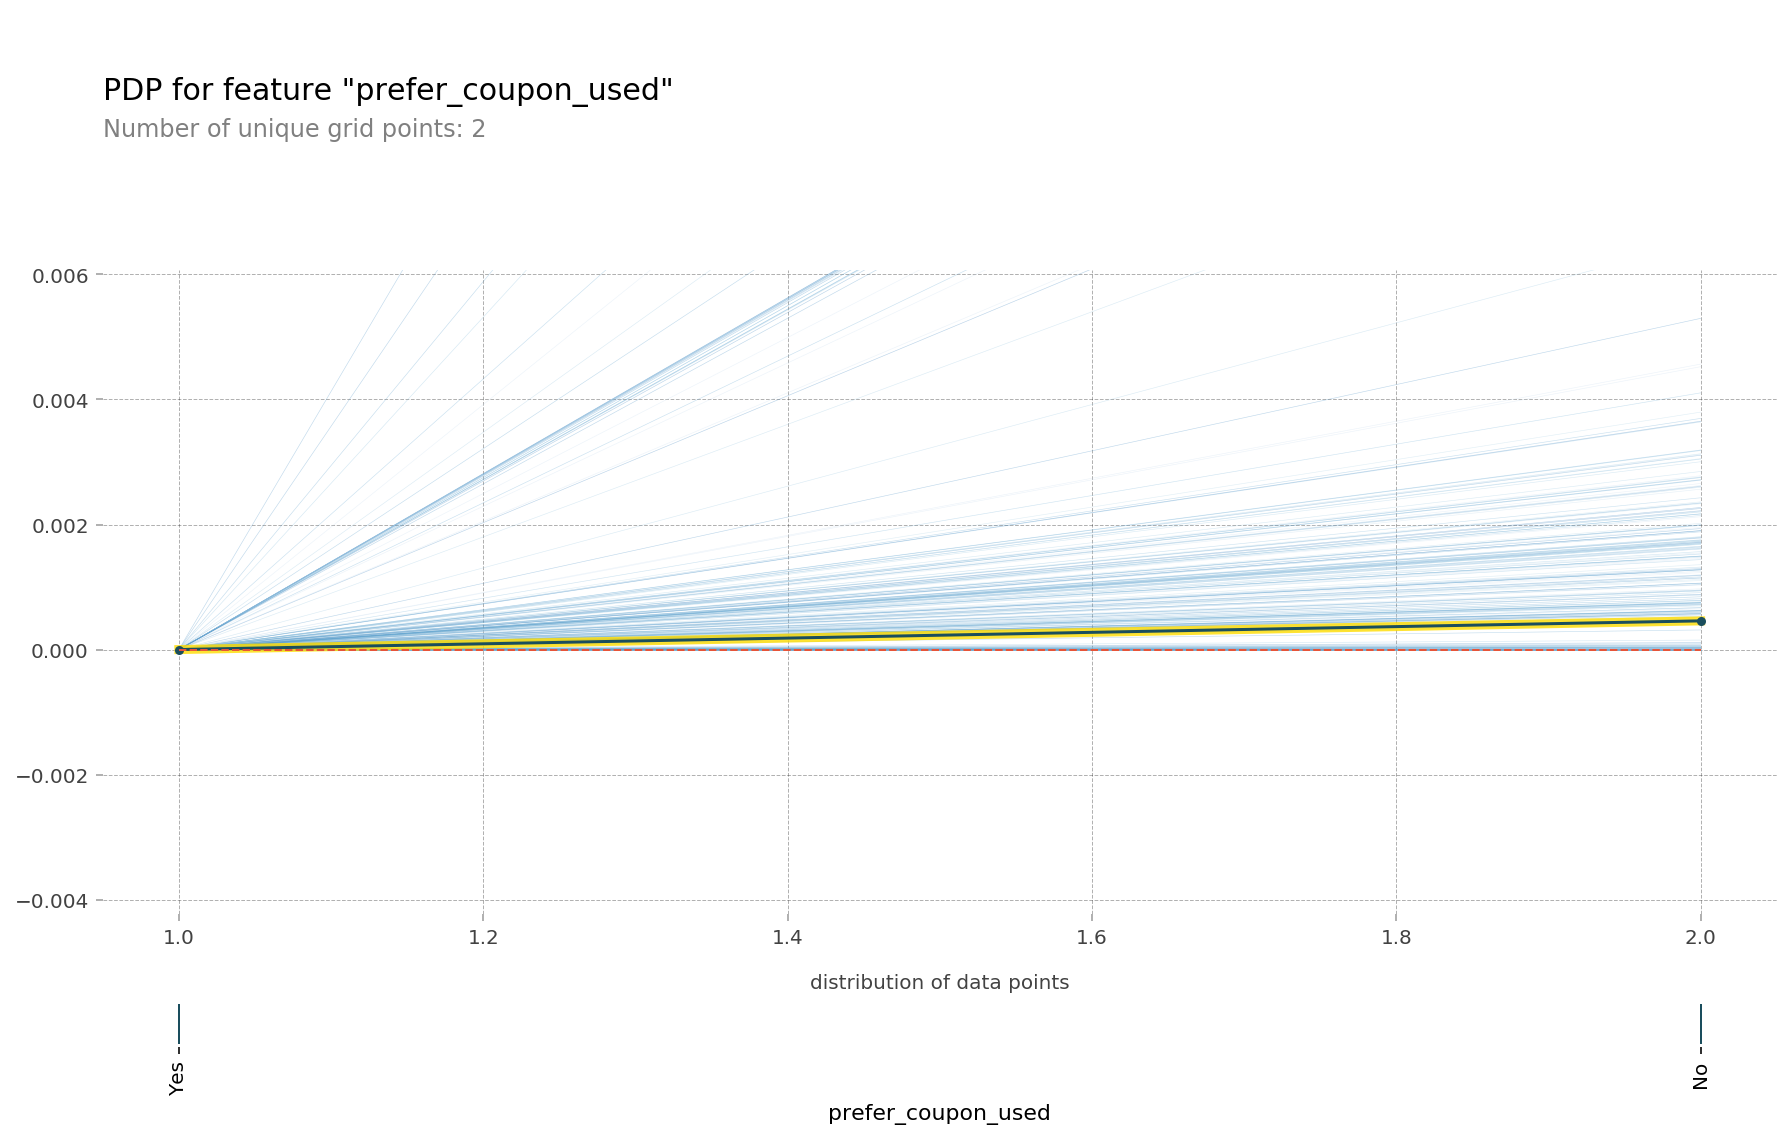 PDP for feature "prefer_coupon_used"
Number of unique grid points: 2
0.006
0.004
0.002
0.000
−0.002
−0.004
1.0 1.2 1.4 1.6 1.8 2.0
distribution of data points
Yes No
prefer_coupon_used